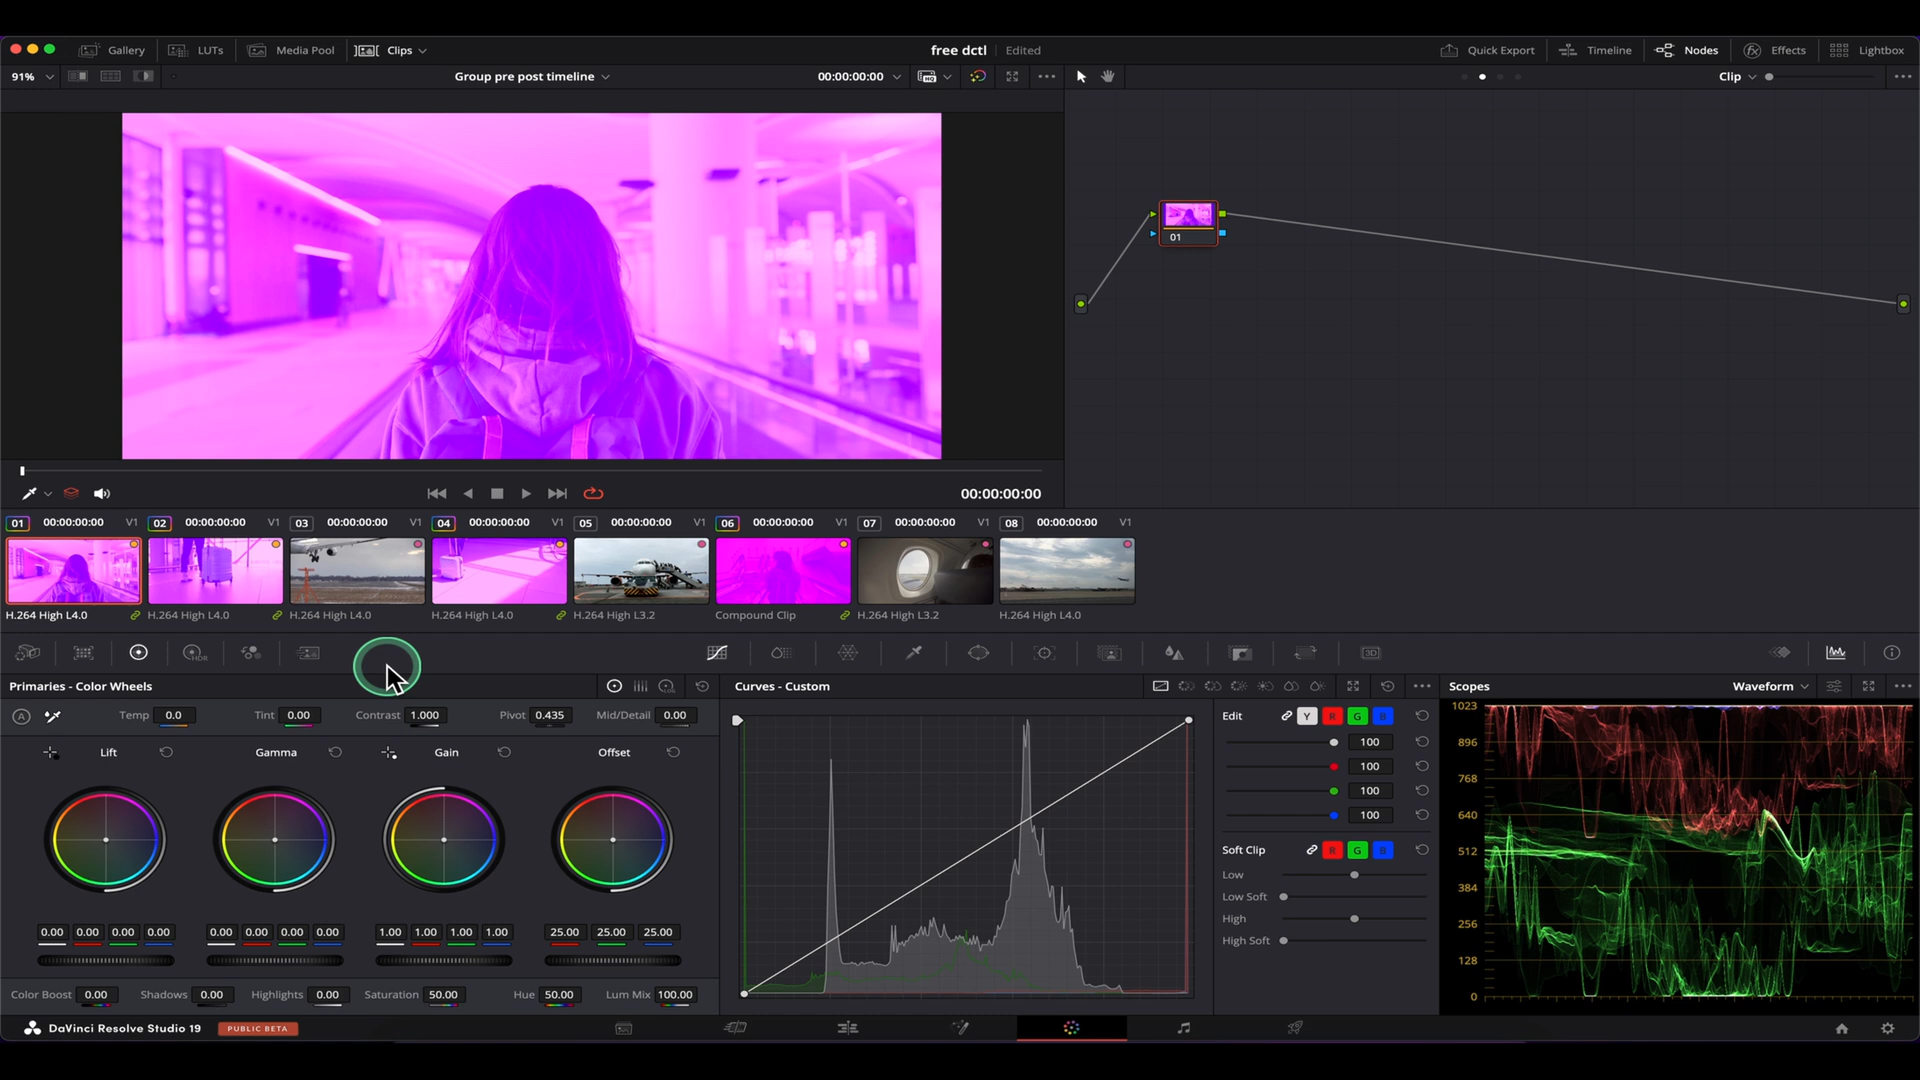 Gallery LUTs Media Pool Clips free dctl Edited Quick Export Timeline Nodes Effects Lightbox
91% Group pre post timeline 00:00:00:00 Clip
01
00:00:00:00
01 00:00:00:00 V1 02 00:00:00:00 V1 03 00:00:00:00 V1 04 00:00:00:00 V1 05 00:00:00:00 V1 06 00:00:00:00 V1 07 00:00:00:00 V1 08 00:00:00:00 V1
H.264 High L4.0 H.264 High L4.0 H.264 High L4.0 H.264 High L4.0 H.264 High L3.2 Compound Clip H.264 High L3.2 H.264 High L4.0
HDR 3D
Primaries - Color Wheels
A Temp 0.0 Tint 0.00 Contrast 1.000 Pivot 0.435 Mid/Detail 0.00
Lift Gamma Gain Offset
0.00 0.00 0.00 0.00 0.00 0.00 0.00 0.00 1.00 1.00 1.00 1.00 25.00 25.00 25.00
Color Boost 0.00 Shadows 0.00 Highlights 0.00 Saturation 50.00 Hue 50.00 Lum Mix 100.00
Curves - Custom
Edit Y R G B
100
100
100
100
Soft Clip R G B
Low
Low Soft
High
High Soft
Scopes Waveform
1023
896
768
640
512
384
256
128
0
DaVinci Resolve Studio 19 PUBLIC BETA